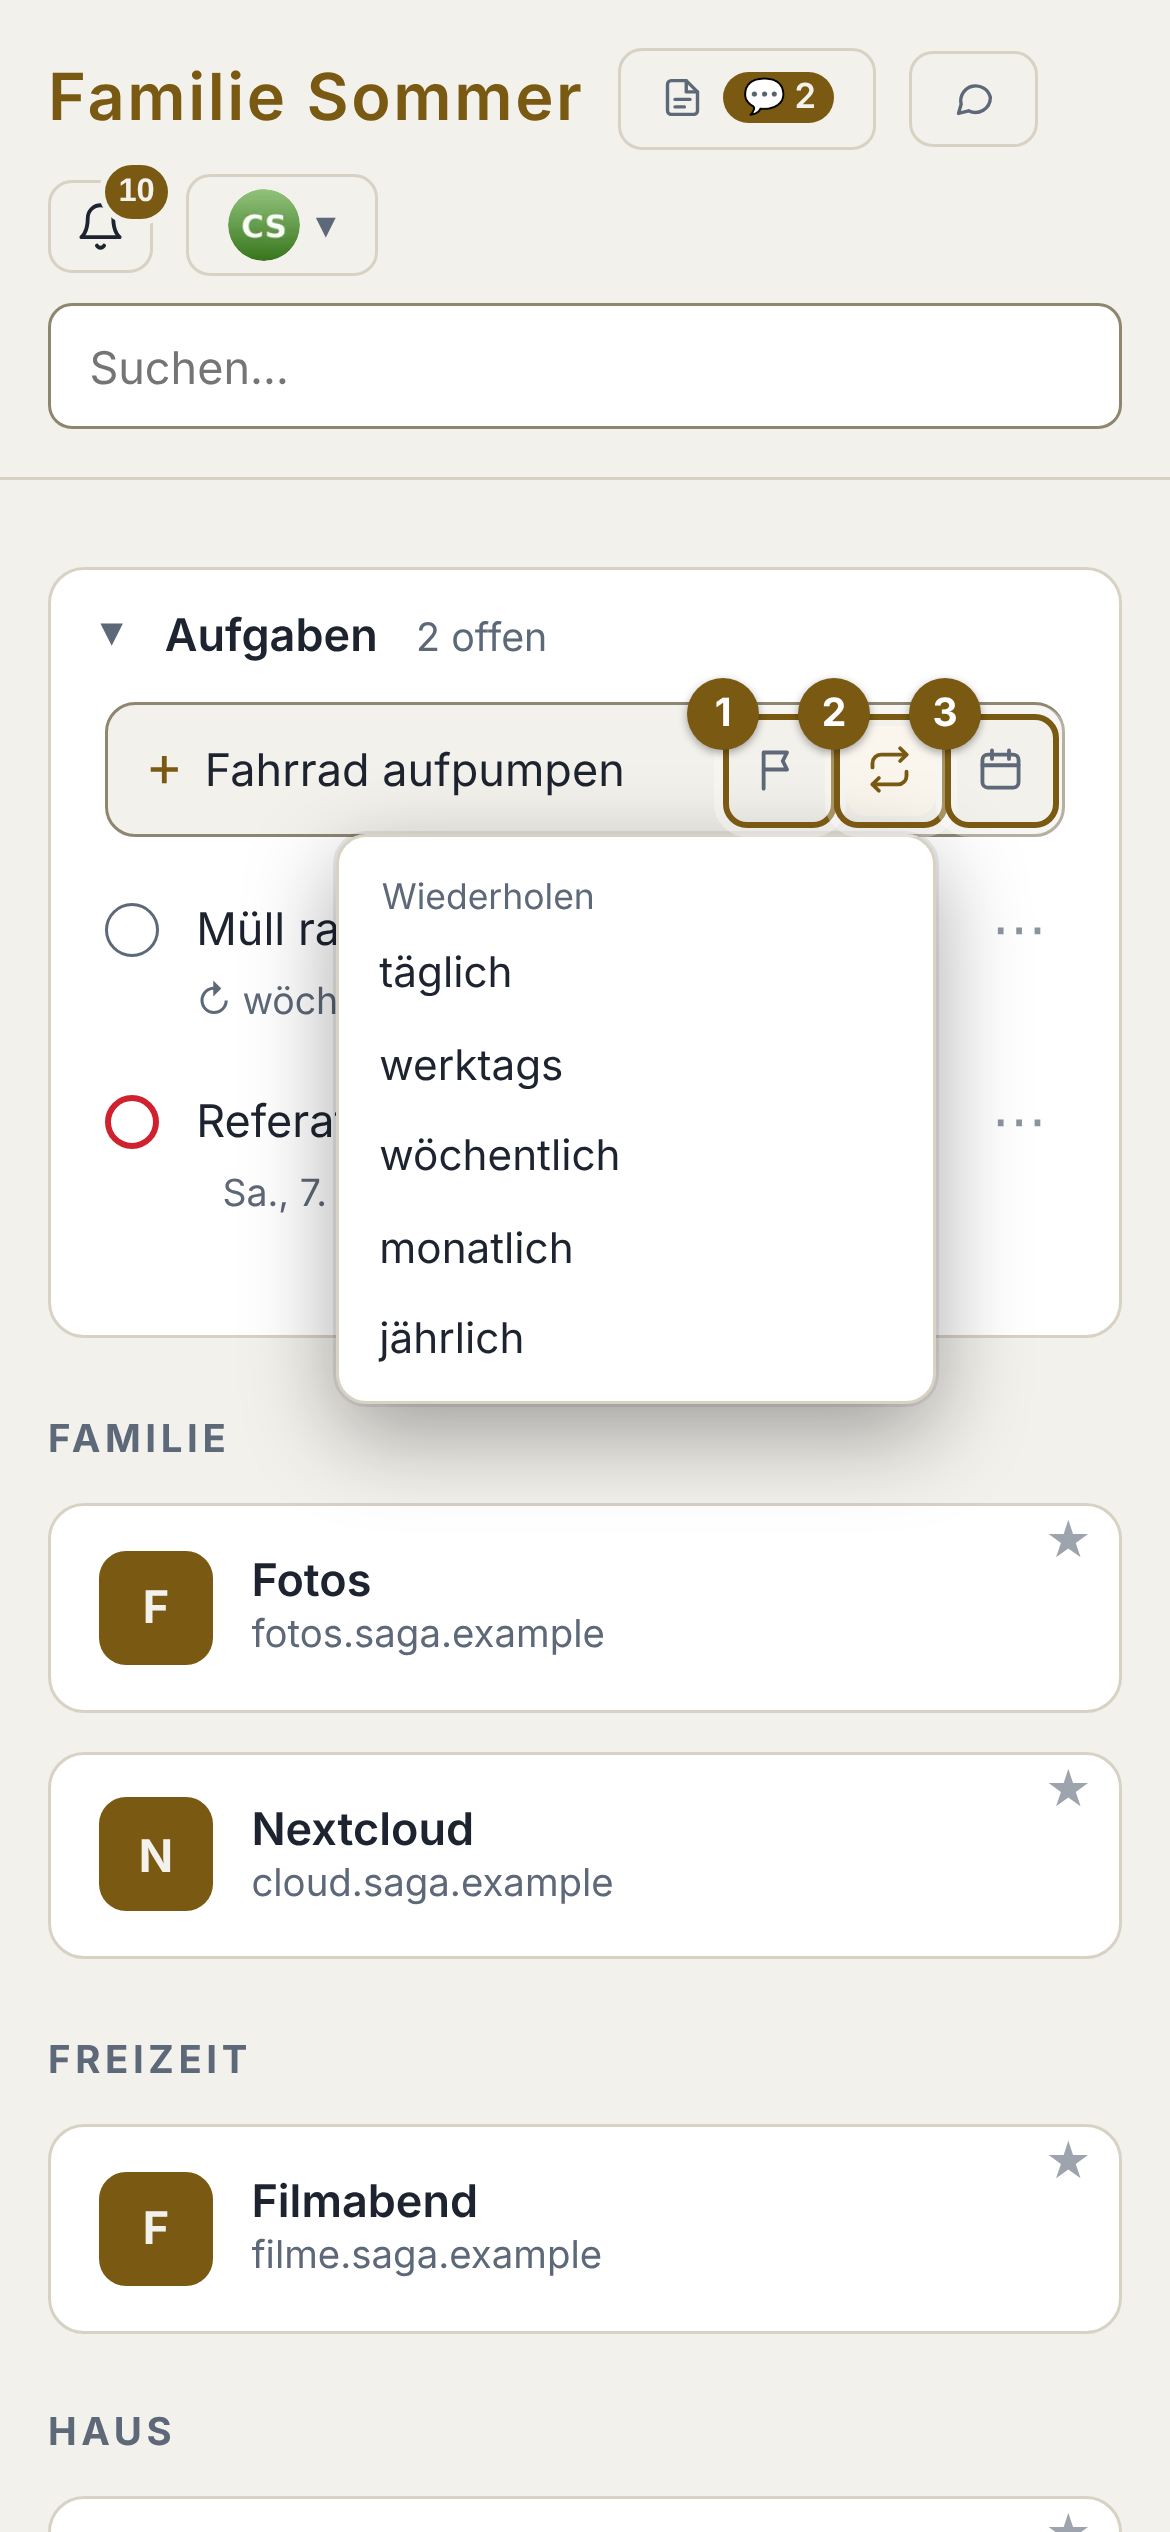 Familie Sommer
💬 2
10
CS ▼
Suchen...
▼ Aufgaben 2 offen
1 2 3
+ Fahrrad aufpumpen
Wiederholen
täglich
werktags
wöchentlich
monatlich
jährlich
Müll ra
↻ wöch
Refera
Sa., 7.
FAMILIE
F
Fotos
fotos.saga.example
N
Nextcloud
cloud.saga.example
FREIZEIT
F
Filmabend
filme.saga.example
HAUS